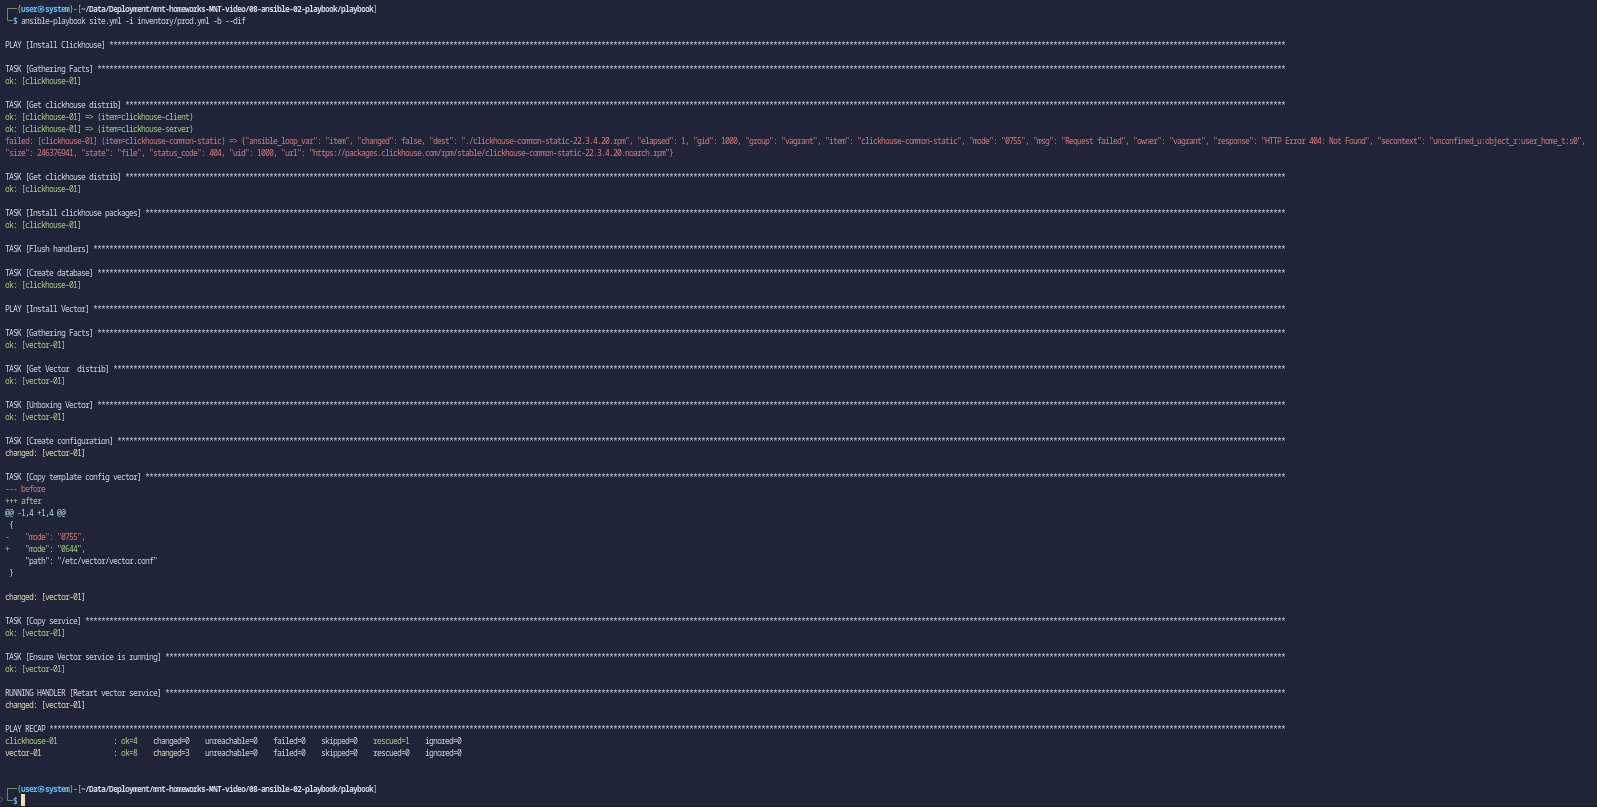 ┌──(user㉿system)-[~/Data/Deployment/mnt-homeworks-MNT-video/08-ansible-02-playbook/playbook]
└─$ ansible-playbook site.yml -i inventory/prod.yml -b --dif
PLAY [Install Clickhouse] ****************************************
TASK [Gathering Facts] ****************************************
ok: [clickhouse-01]
TASK [Get clickhouse distrib] ****************************************
ok: [clickhouse-01] => (item=clickhouse-client)
ok: [clickhouse-01] => (item=clickhouse-server)
failed: [clickhouse-01] (item=clickhouse-common-static) => {"ansible_loop_var": "item", "changed": false, "dest": "./clickhouse-common-static-22.3.4.20.rpm", "elapsed": 1, "gid": 1000, "group": "vagrant", "item": "clickhouse-common-static", "mode": "0755", "msg": "Request failed", "owner": "vagrant", "response": "HTTP Error 404: Not Found", "secontext": "unconfined_u:object_r:user_home_t:s0",
"size": 246376941, "state": "file", "status_code": 404, "uid": 1000, "url": "https://packages.clickhouse.com/rpm/stable/clickhouse-common-static-22.3.4.20.noarch.rpm"}
TASK [Get clickhouse distrib] ****************************************
ok: [clickhouse-01]
TASK [Install clickhouse packages] ****************************************
ok: [clickhouse-01]
TASK [Flush handlers] ****************************************
TASK [Create database] ****************************************
ok: [clickhouse-01]
PLAY [Install Vector] ****************************************
TASK [Gathering Facts] ****************************************
ok: [vector-01]
TASK [Get Vector  distrib] ****************************************
ok: [vector-01]
TASK [Unboxing Vector] ****************************************
ok: [vector-01]
TASK [Create configuration] ****************************************
changed: [vector-01]
TASK [Copy template config vector] ****************************************
--- before
+++ after
@@ -1,4 +1,4 @@
{
-    "mode": "0755",
+    "mode": "0644",
"path": "/etc/vector/vector.conf"
}
changed: [vector-01]
TASK [Copy service] ****************************************
ok: [vector-01]
TASK [Ensure Vector service is running] ****************************************
ok: [vector-01]
RUNNING HANDLER [Retart vector service] ****************************************
changed: [vector-01]
PLAY RECAP ****************************************
clickhouse-01 : ok=4 changed=0 unreachable=0 failed=0 skipped=0 rescued=1 ignored=0
vector-01 : ok=8 changed=3 unreachable=0 failed=0 skipped=0 rescued=0 ignored=0
┌──(user㉿system)-[~/Data/Deployment/mnt-homeworks-MNT-video/08-ansible-02-playbook/playbook]
└─$